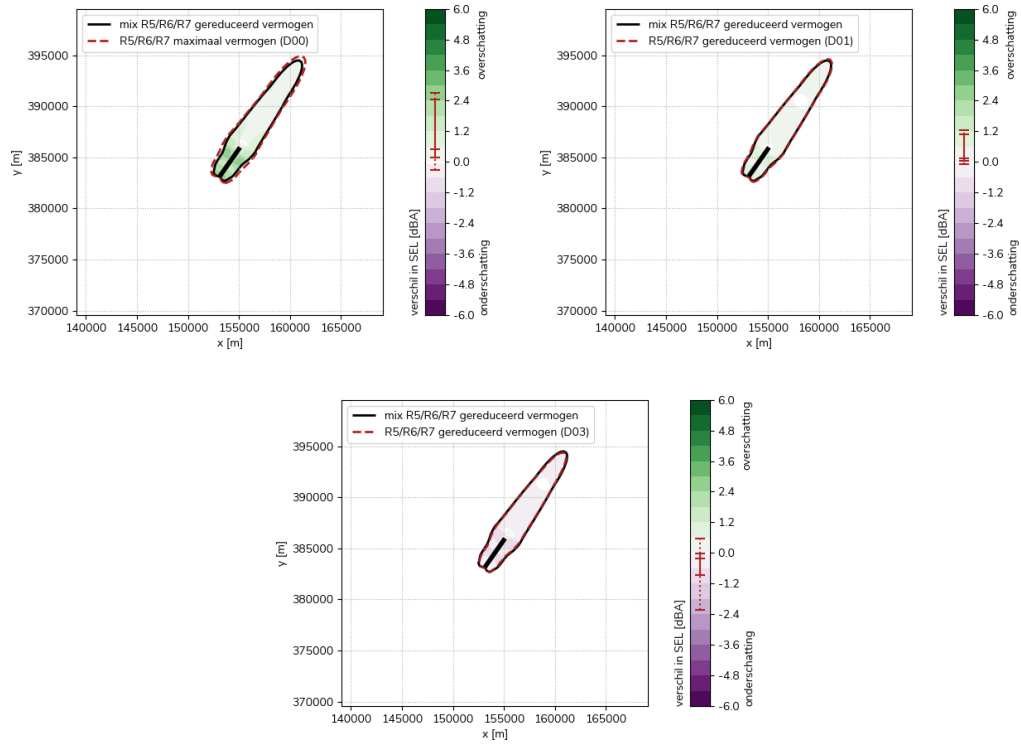 mix R5/R6/R7 gereduceerd vermogen
R5/R6/R7 maximaal vermogen (D00)
395000
390000
385000
380000
375000
370000
y [m]
140000 145000 150000 155000 160000 165000
x [m]
6.0
4.8
3.6
2.4
1.2
0.0
-1.2
-2.4
-3.6
-4.8
-6.0
verschil in SEL [dBA]
onderschatting
overschatting
mix R5/R6/R7 gereduceerd vermogen
R5/R6/R7 gereduceerd vermogen (D01)
395000
390000
385000
380000
375000
370000
y [m]
140000 145000 150000 155000 160000 165000
x [m]
6.0
4.8
3.6
2.4
1.2
0.0
-1.2
-2.4
-3.6
-4.8
-6.0
verschil in SEL [dBA]
onderschatting
overschatting
mix R5/R6/R7 gereduceerd vermogen
R5/R6/R7 gereduceerd vermogen (D03)
395000
390000
385000
380000
375000
370000
y [m]
140000 145000 150000 155000 160000 165000
x [m]
6.0
4.8
3.6
2.4
1.2
0.0
-1.2
-2.4
-3.6
-4.8
-6.0
verschil in SEL [dBA]
onderschatting
overschatting